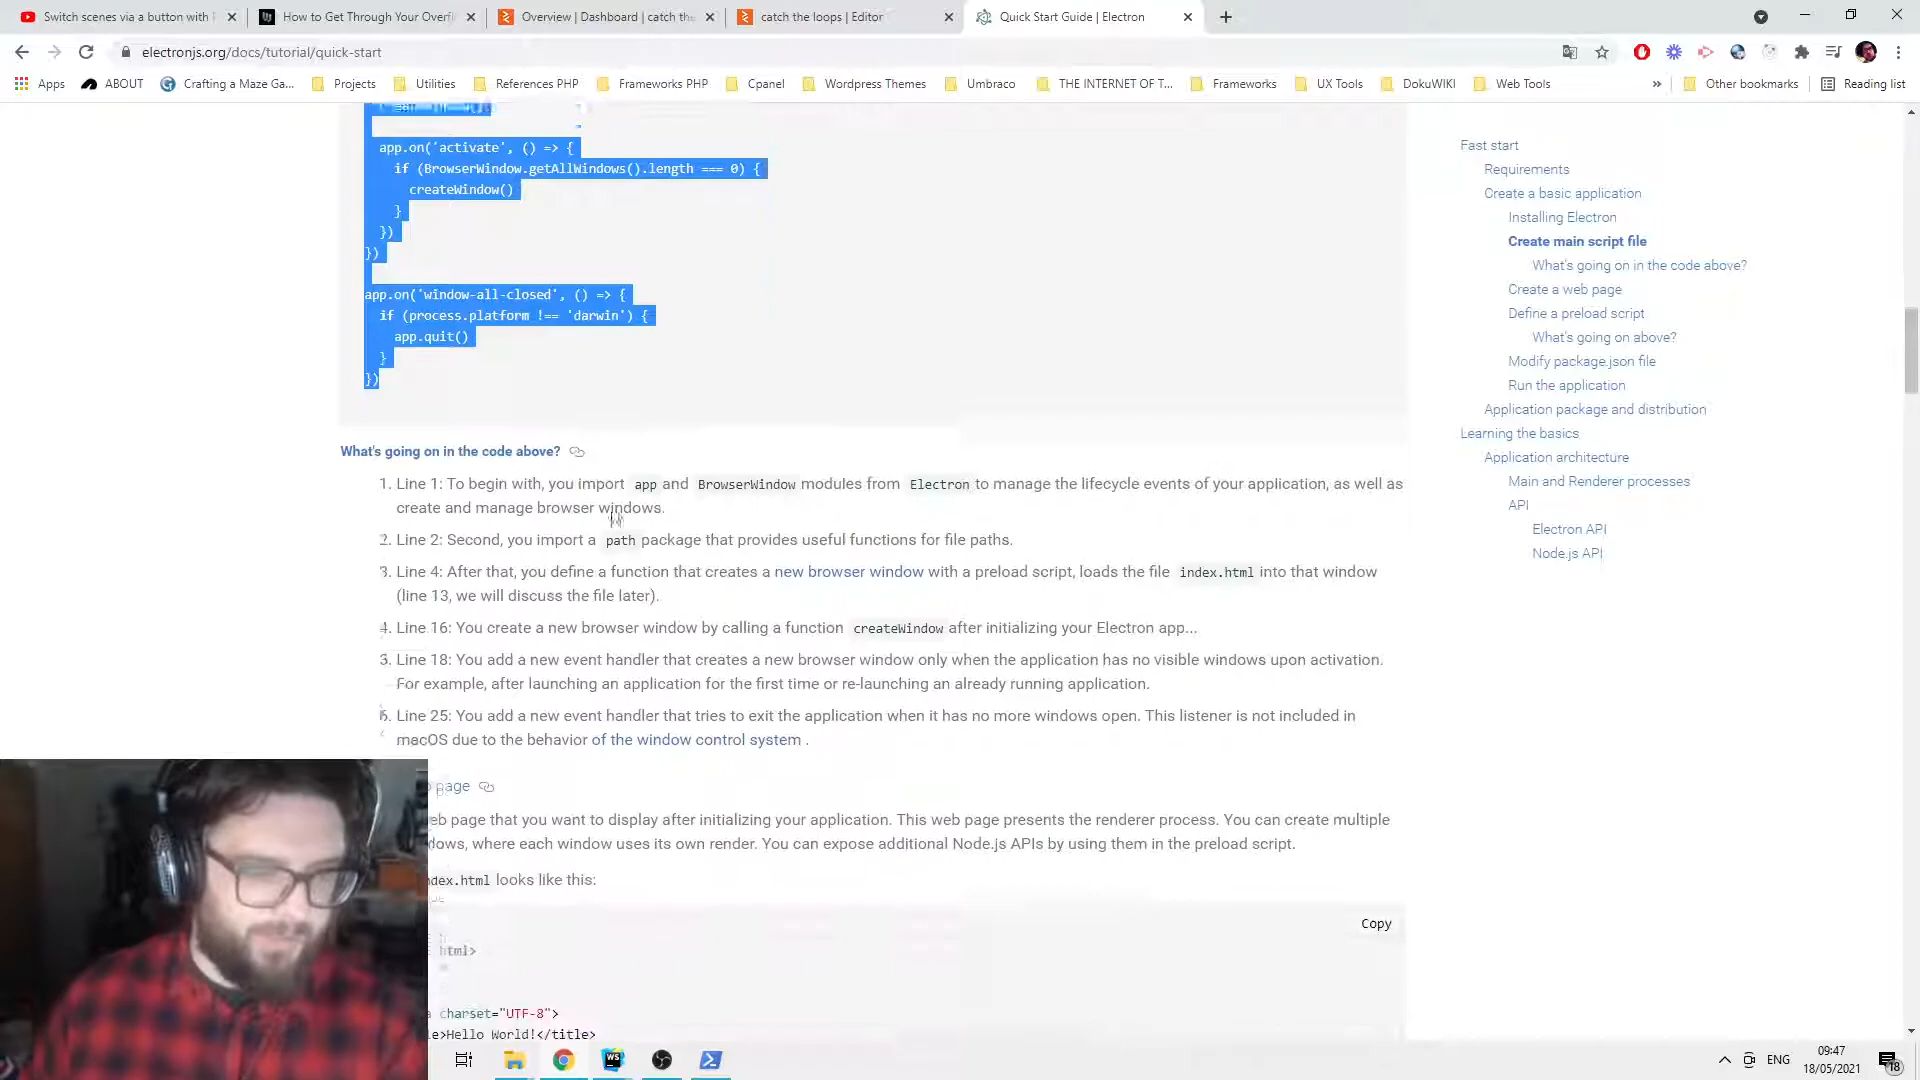 Switch scenes via a button with
How to Get Through Your Overfl
Overview | Dashboard | catch the
catch the loops | Editor
Quick Start Guide | Electron
electronjs.org/docs/tutorial/quick-start
Apps
ABOUT
Crafting a Maze Ga...
Projects
Utilities
References PHP
Frameworks PHP
Cpanel
Wordpress Themes
Umbraco
THE INTERNET OF T...
Frameworks
UX Tools
DokuWIKI
Web Tools
»
Other bookmarks
Reading list
app.on('activate', () => {
if (BrowserWindow.getAllWindows().length === 0) {
createWindow()
}
})
})
app.on('window-all-closed', () => {
if (process.platform !== 'darwin') {
app.quit()
}
})
What's going on in the code above?
1. Line 1: To begin with, you import app and BrowserWindow modules from Electron to manage the lifecycle events of your application, as well as
create and manage browser windows.
2. Line 2: Second, you import a path package that provides useful functions for file paths.
3. Line 4: After that, you define a function that creates a new browser window with a preload script, loads the file index.html into that window
(line 13, we will discuss the file later).
4. Line 16: You create a new browser window by calling a function createWindow after initializing your Electron app...
Line 18: You add a new event handler that creates a new browser window only when the application has no visible windows upon activation.
For example, after launching an application for the first time or re-launching an already running application.
Line 25: You add a new event handler that tries to exit the application when it has no more windows open. This listener is not included in
macOS due to the behavior of the window control system .
page
eb page that you want to display after initializing your application. This web page presents the renderer process. You can create multiple
dows, where each window uses its own render. You can expose additional Node.js APIs by using them in the preload script.
ndex.html looks like this:
Copy
html>
a charset="UTF-8">
le>Hello World!</title>
Fast start
Requirements
Create a basic application
Installing Electron
Create main script file
What's going on in the code above?
Create a web page
Define a preload script
What's going on above?
Modify package.json file
Run the application
Application package and distribution
Learning the basics
Application architecture
Main and Renderer processes
API
Electron API
Node.js API
WS
ENG
09:47
18/05/2021
18